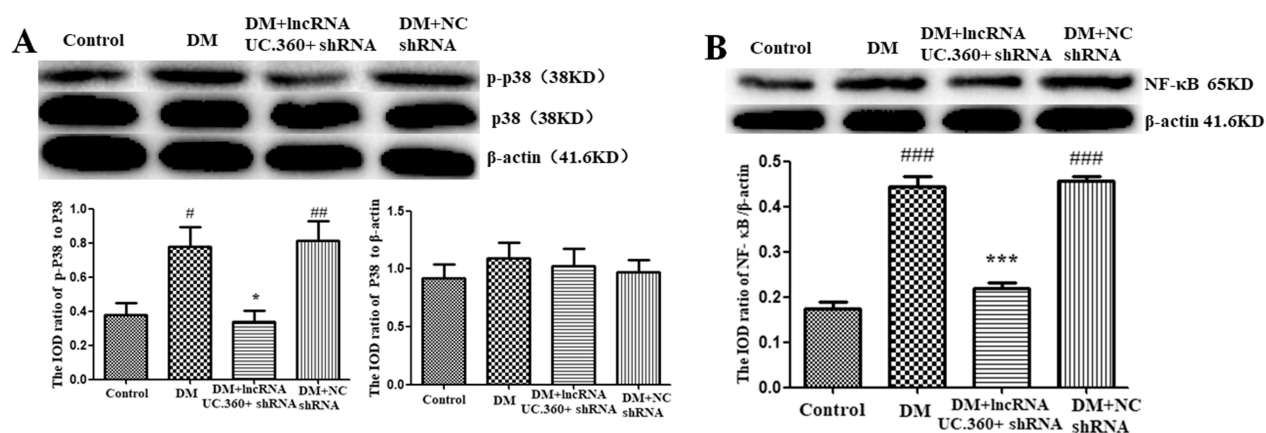 A
Control
DM
DM+lncRNA
UC.360+ shRNA
DM+NC
shRNA
p-p38（38KD）
p38（38KD）
β-actin（41.6KD）
The IOD ratio of p-P38 to P38
0.0
0.2
0.4
0.6
0.8
1.0
#
*
##
Control
DM
DM+lncRNA
UC.360+ shRNA
DM+NC
shRNA
The IOD ratio of P38 to β-actin
0.0
0.5
1.0
1.5
Control
DM
DM+lncRNA
UC.360+ shRNA
DM+NC
shRNA
B
Control
DM
DM+lncRNA
UC.360+ shRNA
DM+NC
shRNA
NF-κB 65KD
β-actin 41.6KD
The IOD ratio of NF- κB /β-actin
0.0
0.1
0.2
0.3
0.4
0.5
###
***
###
Control
DM
DM+lncRNA
UC.360+ shRNA
DM+NC
shRNA